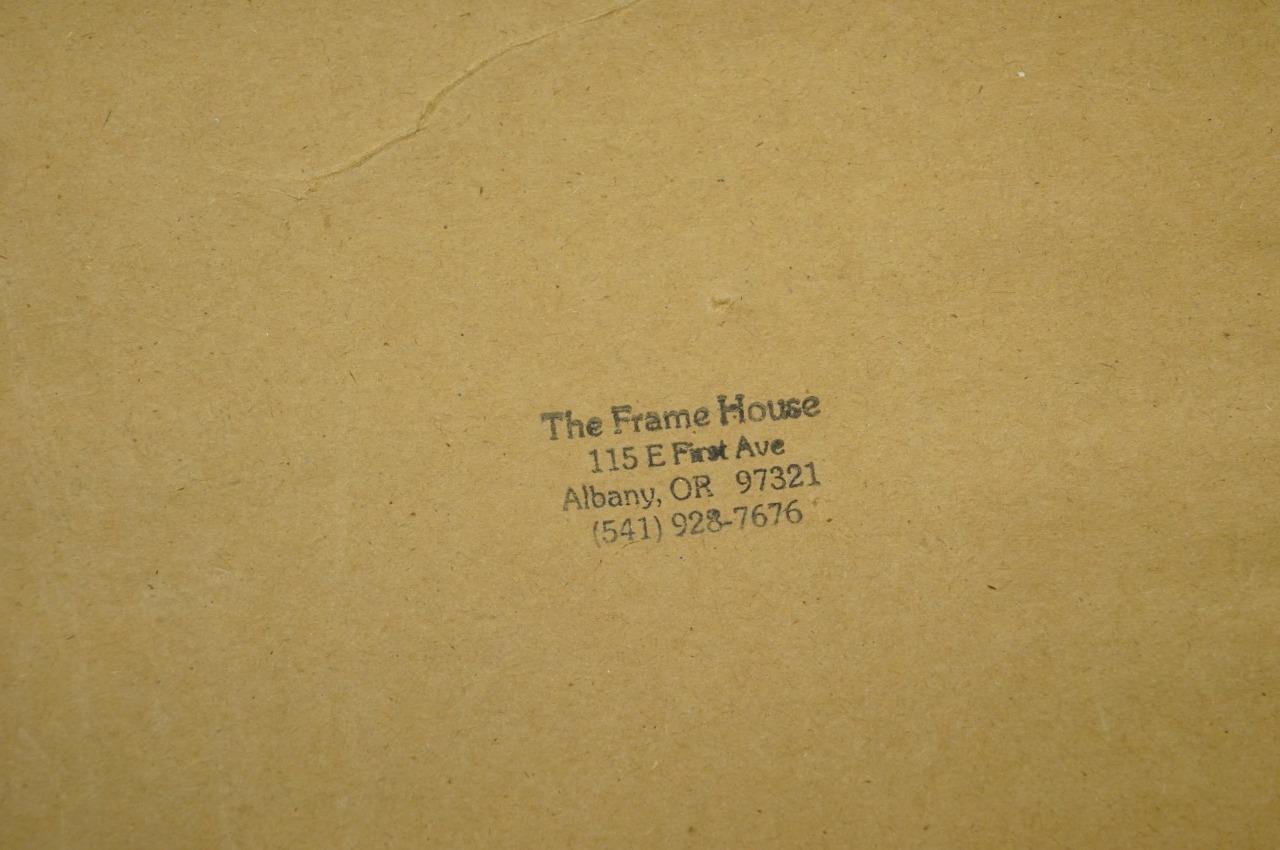 The Frame House
115 E First Ave
Albany, OR 97321
(541) 928-7676